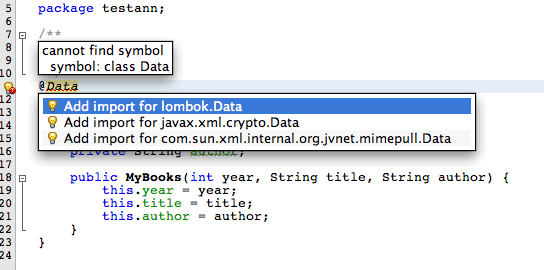 5 package testann;
6
7 /**
8
cannot find symbol
symbol: class Data
10
@Data
12
Add import for lombok.Data
13
Add import for javax.xml.crypto.Data
14
Add import for com.sun.xml.internal.org.jvnet.mimepull.Data
15
16 private String author;
17
18 public MyBooks(int year, String title, String author) {
19 this.year = year;
20 this.title = title;
21 this.author = author;
22 }
23 }
24